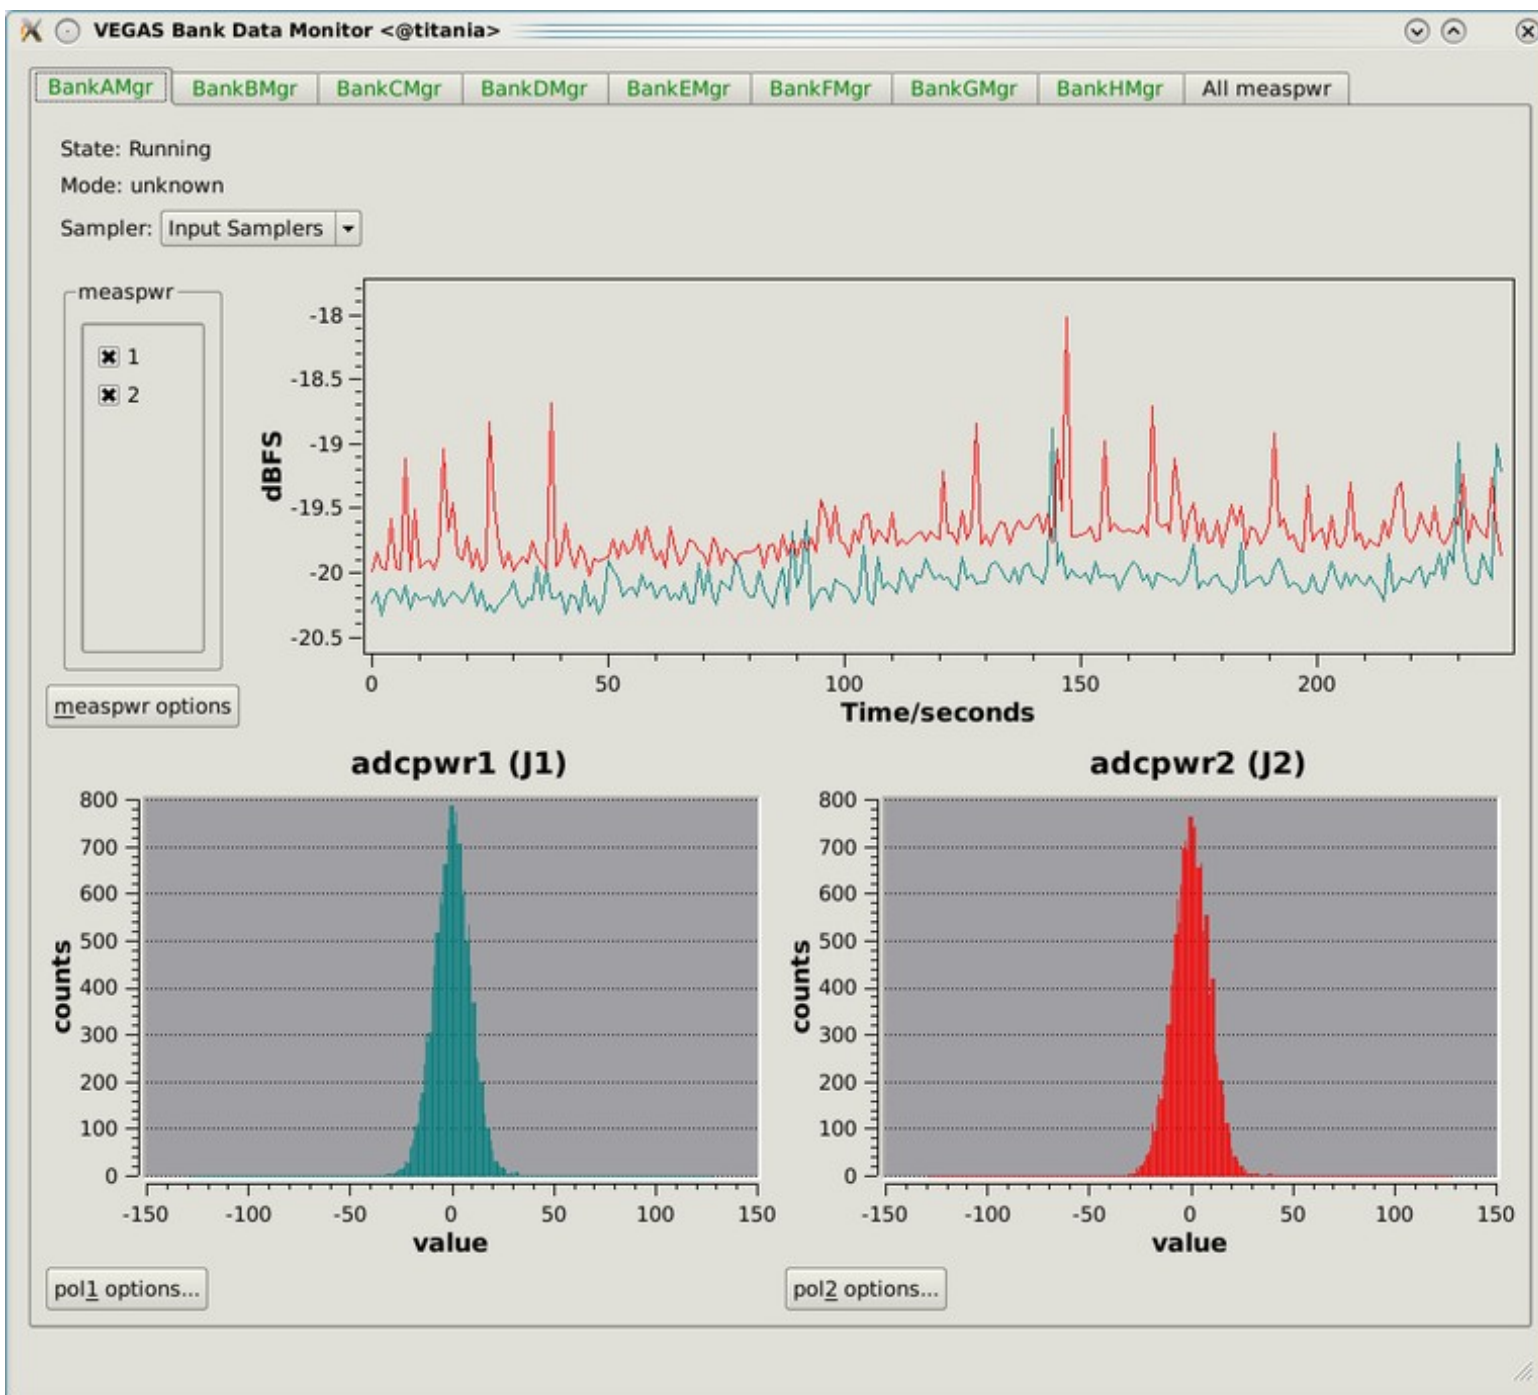 VEGAS Bank Data Monitor <@titania>
BankAMgr BankBMgr BankCMgr BankDMgr BankEMgr BankFMgr BankGMgr BankHMgr All measpwr
State: Running
Mode: unknown
Sampler: Input Samplers
measpwr
1
2
measpwr options
dBFS
-18
-18.5
-19
-19.5
-20
-20.5
0 50 100 150 200
Time/seconds
adcpwr1 (J1)
counts
800
700
600
500
400
300
200
100
0
-150 -100 -50 0 50 100 150
value
pol1 options...
adcpwr2 (J2)
counts
800
700
600
500
400
300
200
100
0
-150 -100 -50 0 50 100 150
value
pol2 options...